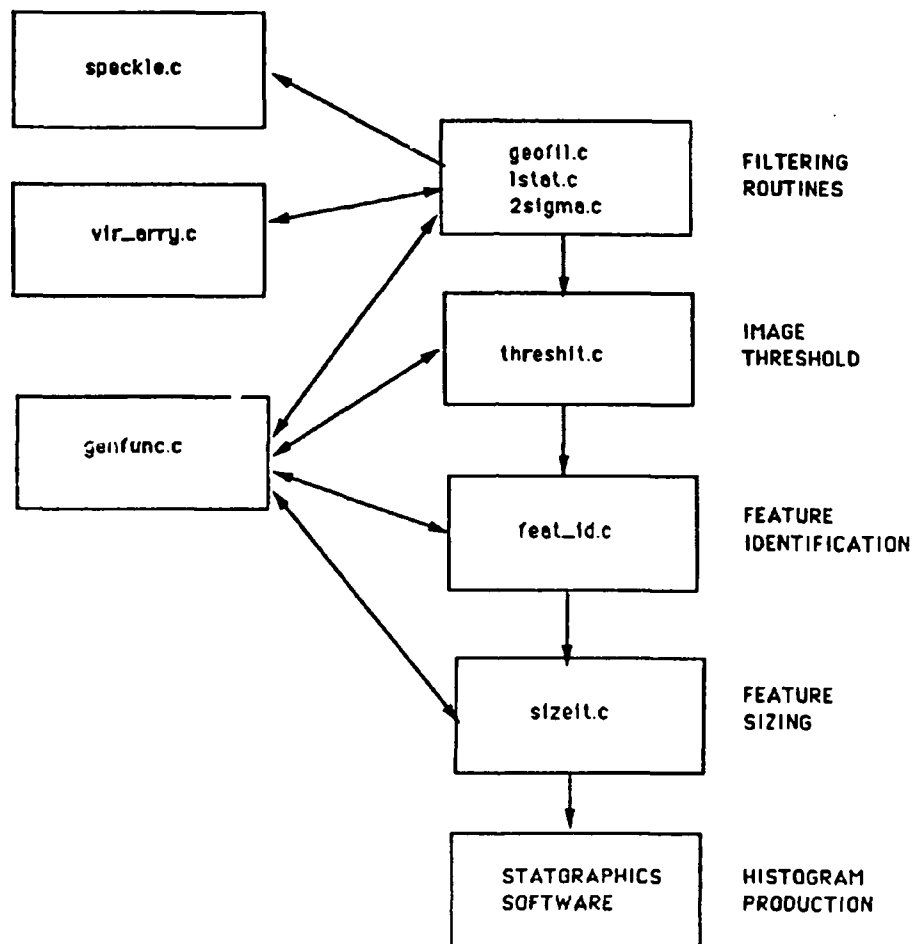 speckle.c
geofil.c
1stat.c
2sigma.c
FILTERING
ROUTINES
vir_arry.c
threshit.c
IMAGE
THRESHOLD
genfunc.c
feat_id.c
FEATURE
IDENTIFICATION
sizeit.c
FEATURE
SIZING
STATGRAPHICS
SOFTWARE
HISTOGRAM
PRODUCTION